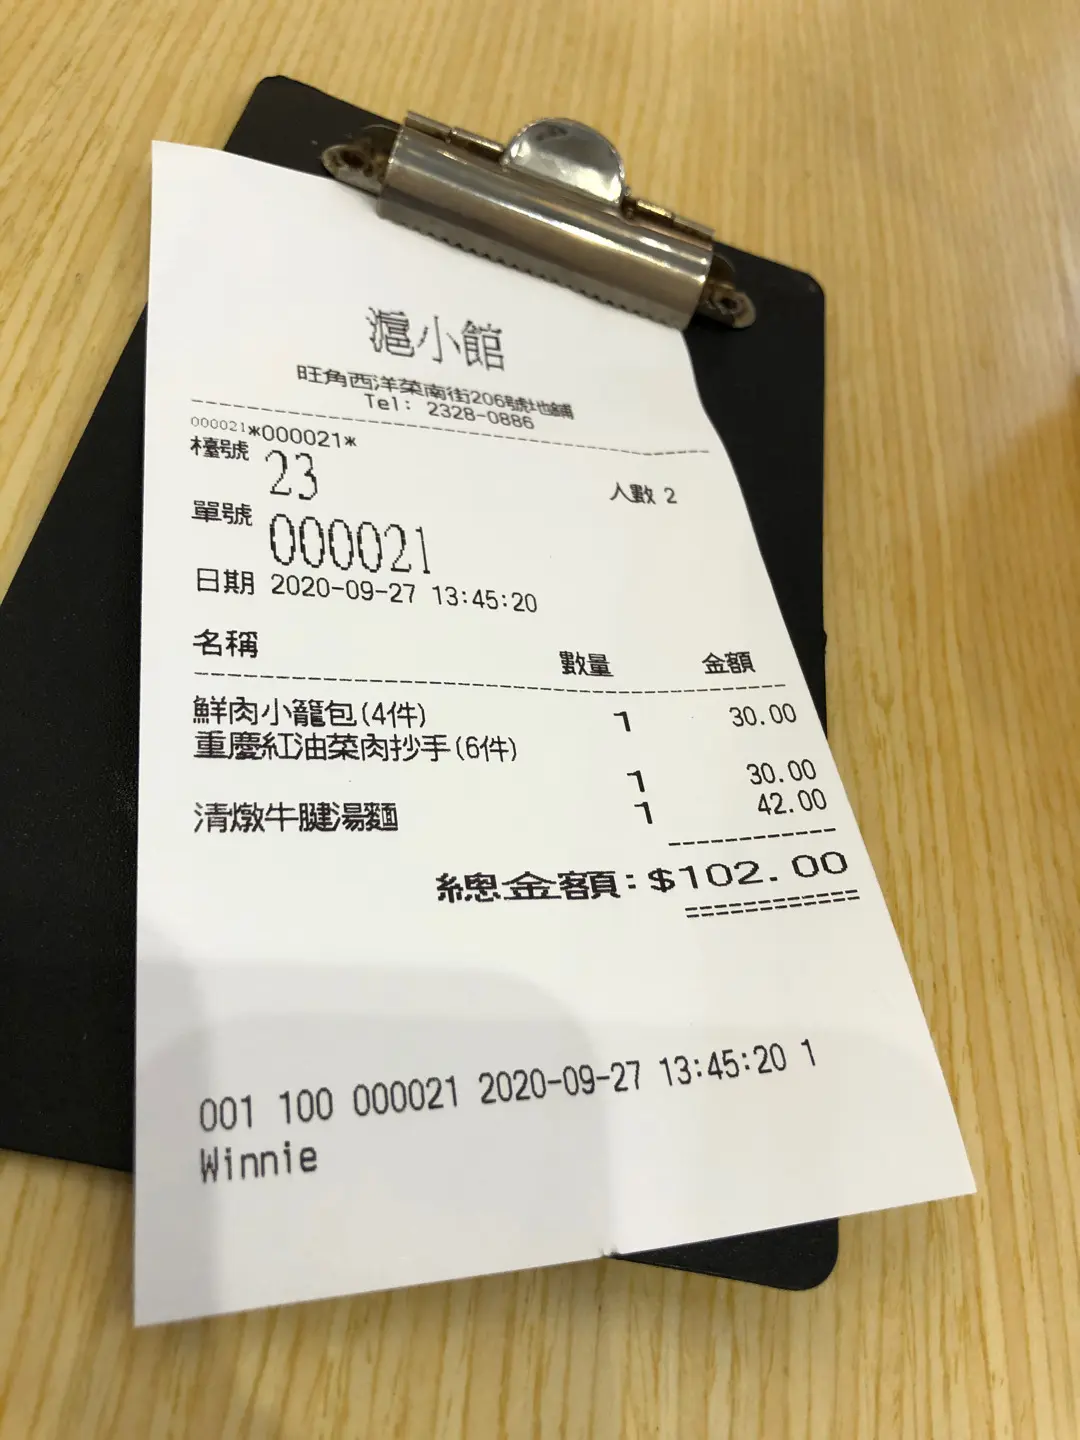 滬小館
旺角西洋菜南街206號地舖
Tel: 2328-0886
000021*000021*
檯號 23 人數 2
單號 000021
日期 2020-09-27 13:45:20
名稱 數量 金額
鮮肉小籠包(4件) 1 30.00
重慶紅油菜肉抄手(6件)
1 30.00
清燉牛腱湯麵 1 42.00
總金額:$102.00
============
001 100 000021 2020-09-27 13:45:20 1
Winnie